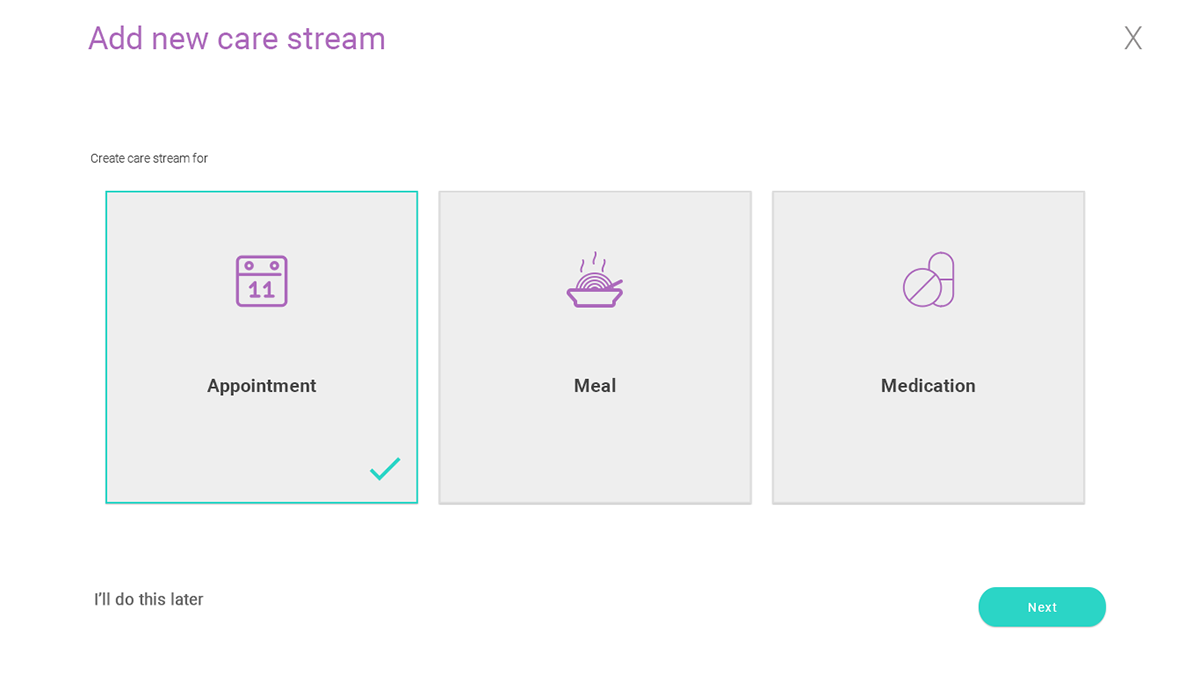 Add new care stream
X
Create care stream for
11
Appointment
Meal
Medication
I’ll do this later
Next